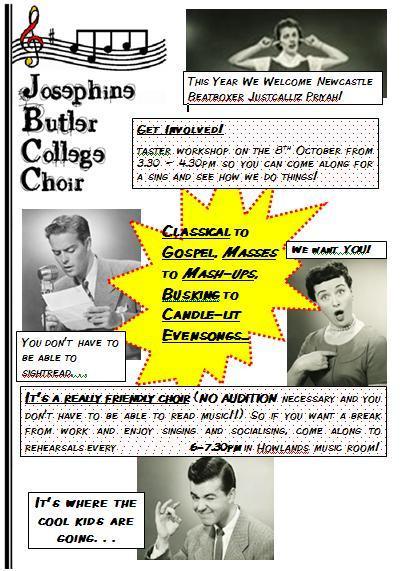 Josephine
Butler
College
Choir
This Year We Welcome Newcastle
Beatboxer Justcalliz Priyah!
Get Involved!
taster workshop on the 8th October from
3.30 - 4.30pm so you can come along for
a sing and see how we do things!
Classical to
Gospel, Masses
to Mash-ups,
Busking to
Candle-lit
Evensongs...
We want YOU!
You don't have to
be able to
sightread...
It's a really friendly choir (NO AUDITION necessary and you
don't have to be able to read music!!) So if you want a break
from work and enjoy singing and socialising, come along to
rehearsals every 6-7.30pm in Howlands music room!
It's where the
cool kids are
going...